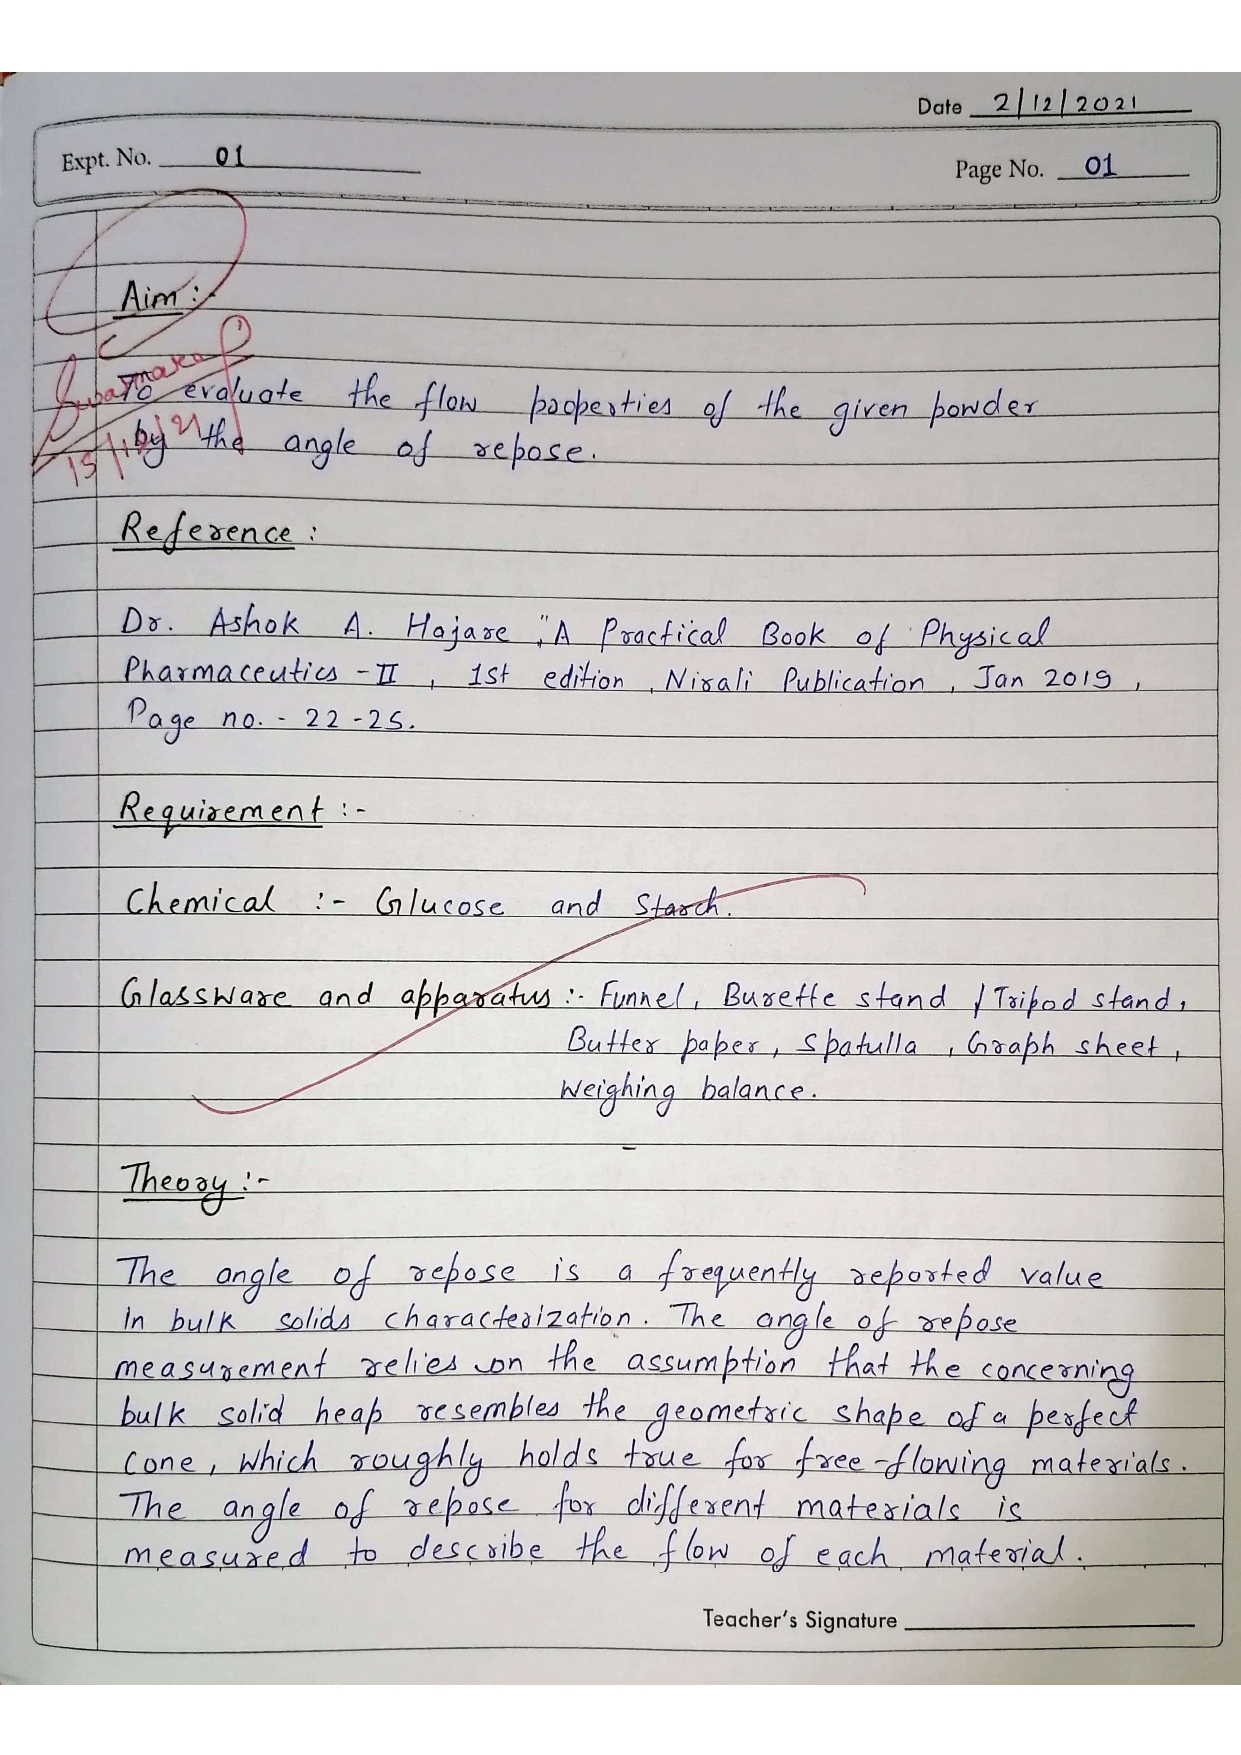 Date 2/12/2021
Expt. No. 01
Page No. 01
Aim :-
To evaluate the flow properties of the given powder
by the angle of repose.
Reference :
Dr. Ashok A. Hajare ," A Practical Book of Physical
Pharmaceutics - II , 1st edition , Nirali Publication , Jan 2019 ,
Page no. - 22 - 25.
Requirement : -
Chemical :- Glucose and Starch.
Glassware and apparatus :- Funnel, Burette stand / Tripod stand,
Butter paper, Spatulla , Graph sheet ,
Weighing balance.
Theory :-
The angle of repose is a frequently reported value
in bulk solids characterization. The angle of repose
measurement relies on the assumption that the concerning
bulk solid heap resembles the geometric shape of a perfect
cone, which roughly holds true for free-flowing materials.
The angle of repose for different materials is
measured to describe the flow of each material.
Teacher's Signature